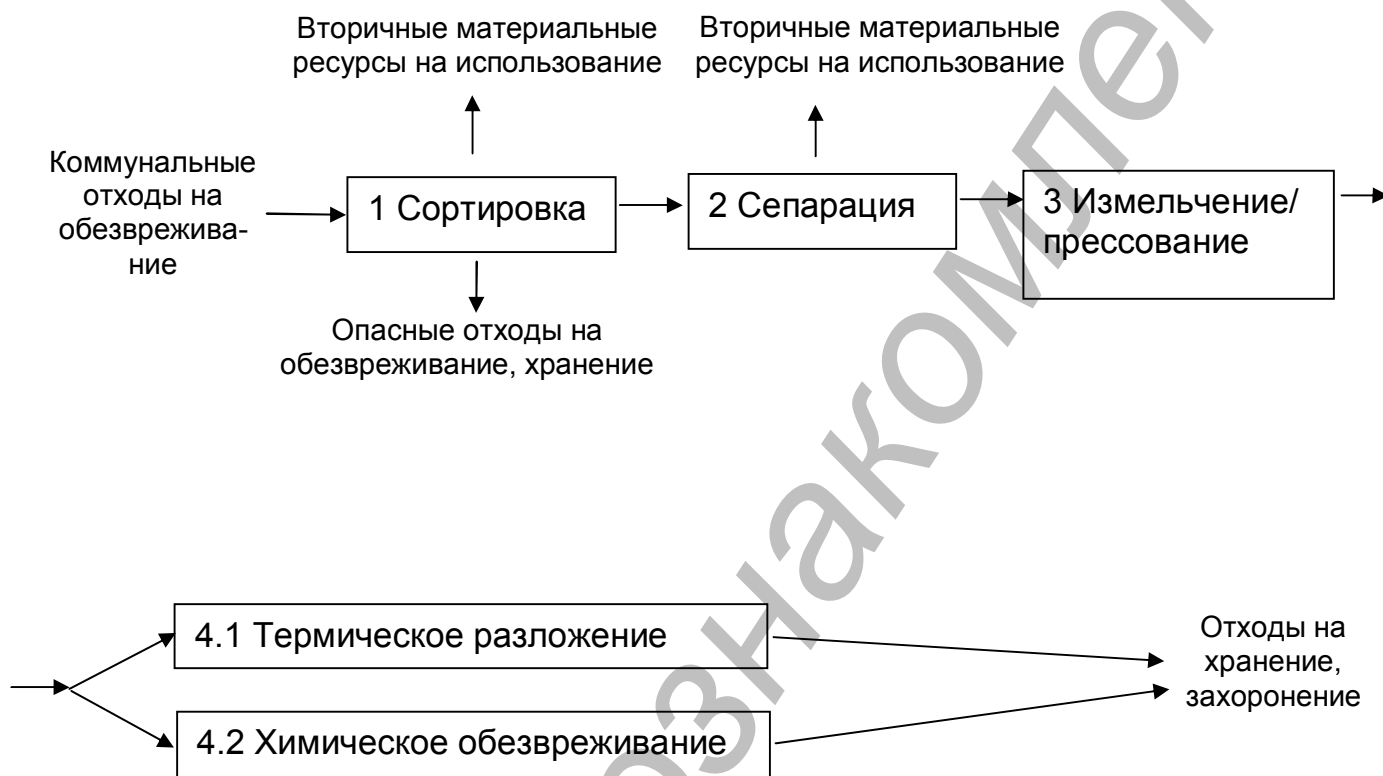 Вторичные материальные
ресурсы на использование
Вторичные материальные
ресурсы на использование
Коммунальные
отходы на
обезврежива-
ние
1 Сортировка
2 Сепарация
3 Измельчение/
прессование
Опасные отходы на
обезвреживание, хранение
4.1 Термическое разложение
4.2 Химическое обезвреживание
Отходы на
хранение,
захоронение